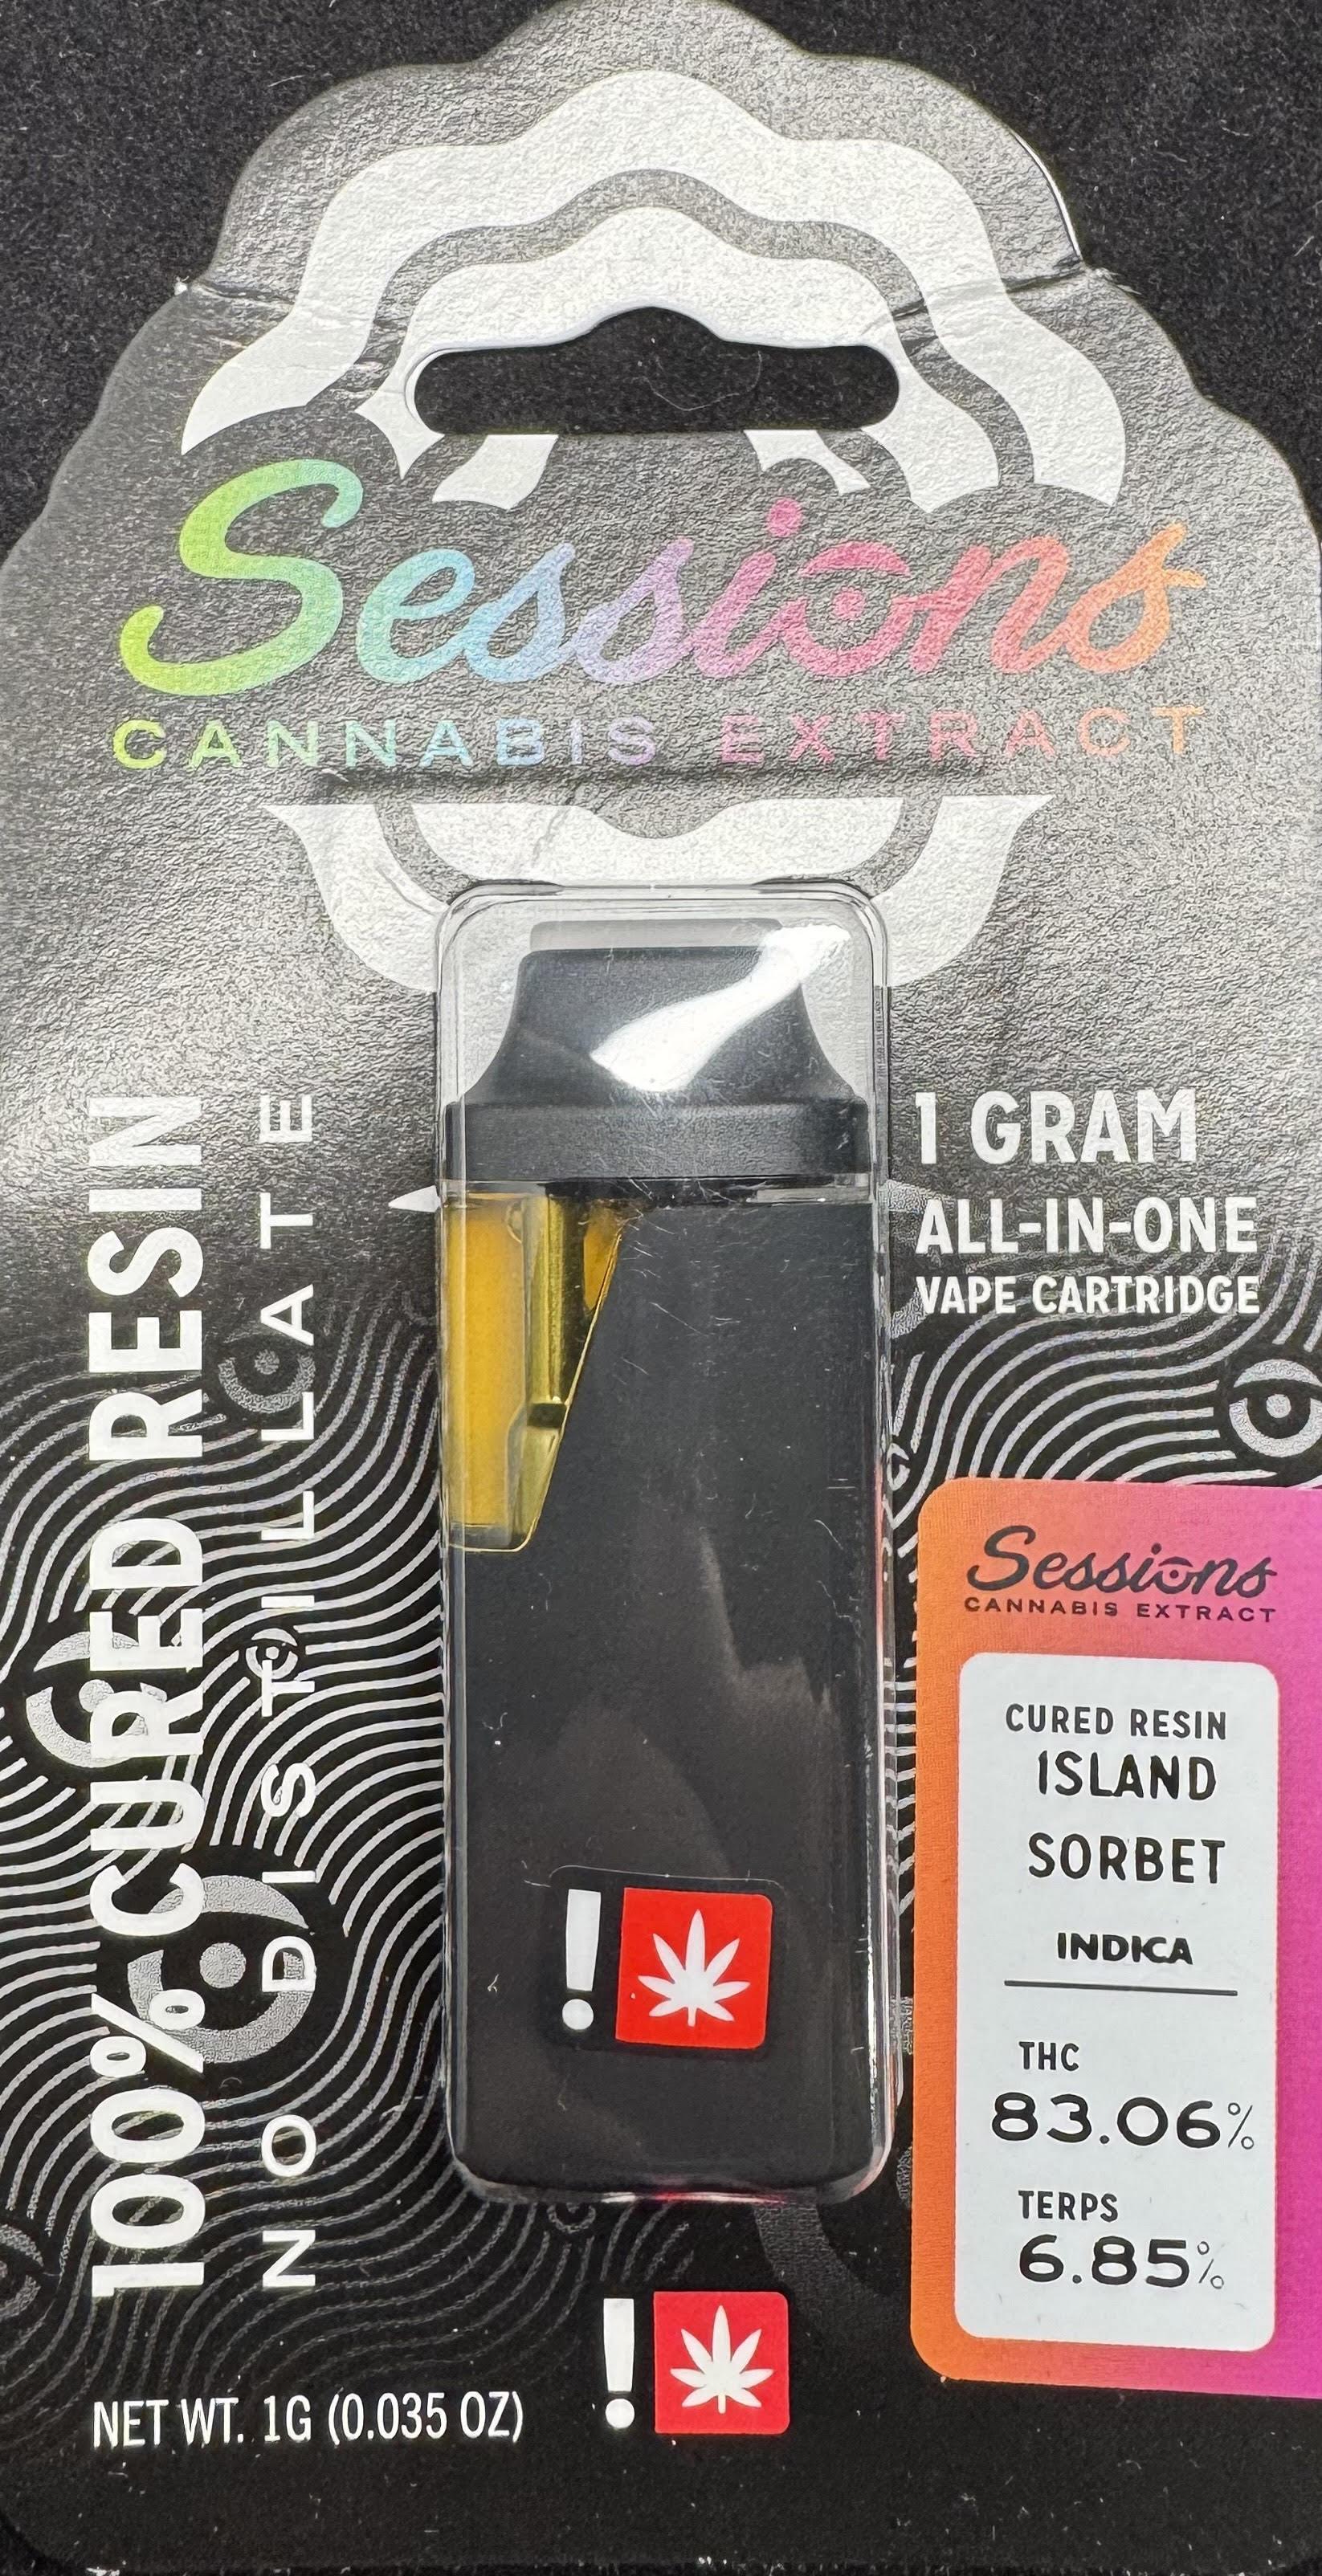 Sessions
CANNABIS EXTRACT
100% CURED RESIN
NO DISTILLATE
1 GRAM
ALL-IN-ONE
VAPE CARTRIDGE
Sessions
CANNABIS EXTRACT
CURED RESIN
ISLAND
SORBET
INDICA
THC
83.06%
TERPS
6.85%
!
!
NET WT. 1G (0.035 OZ)